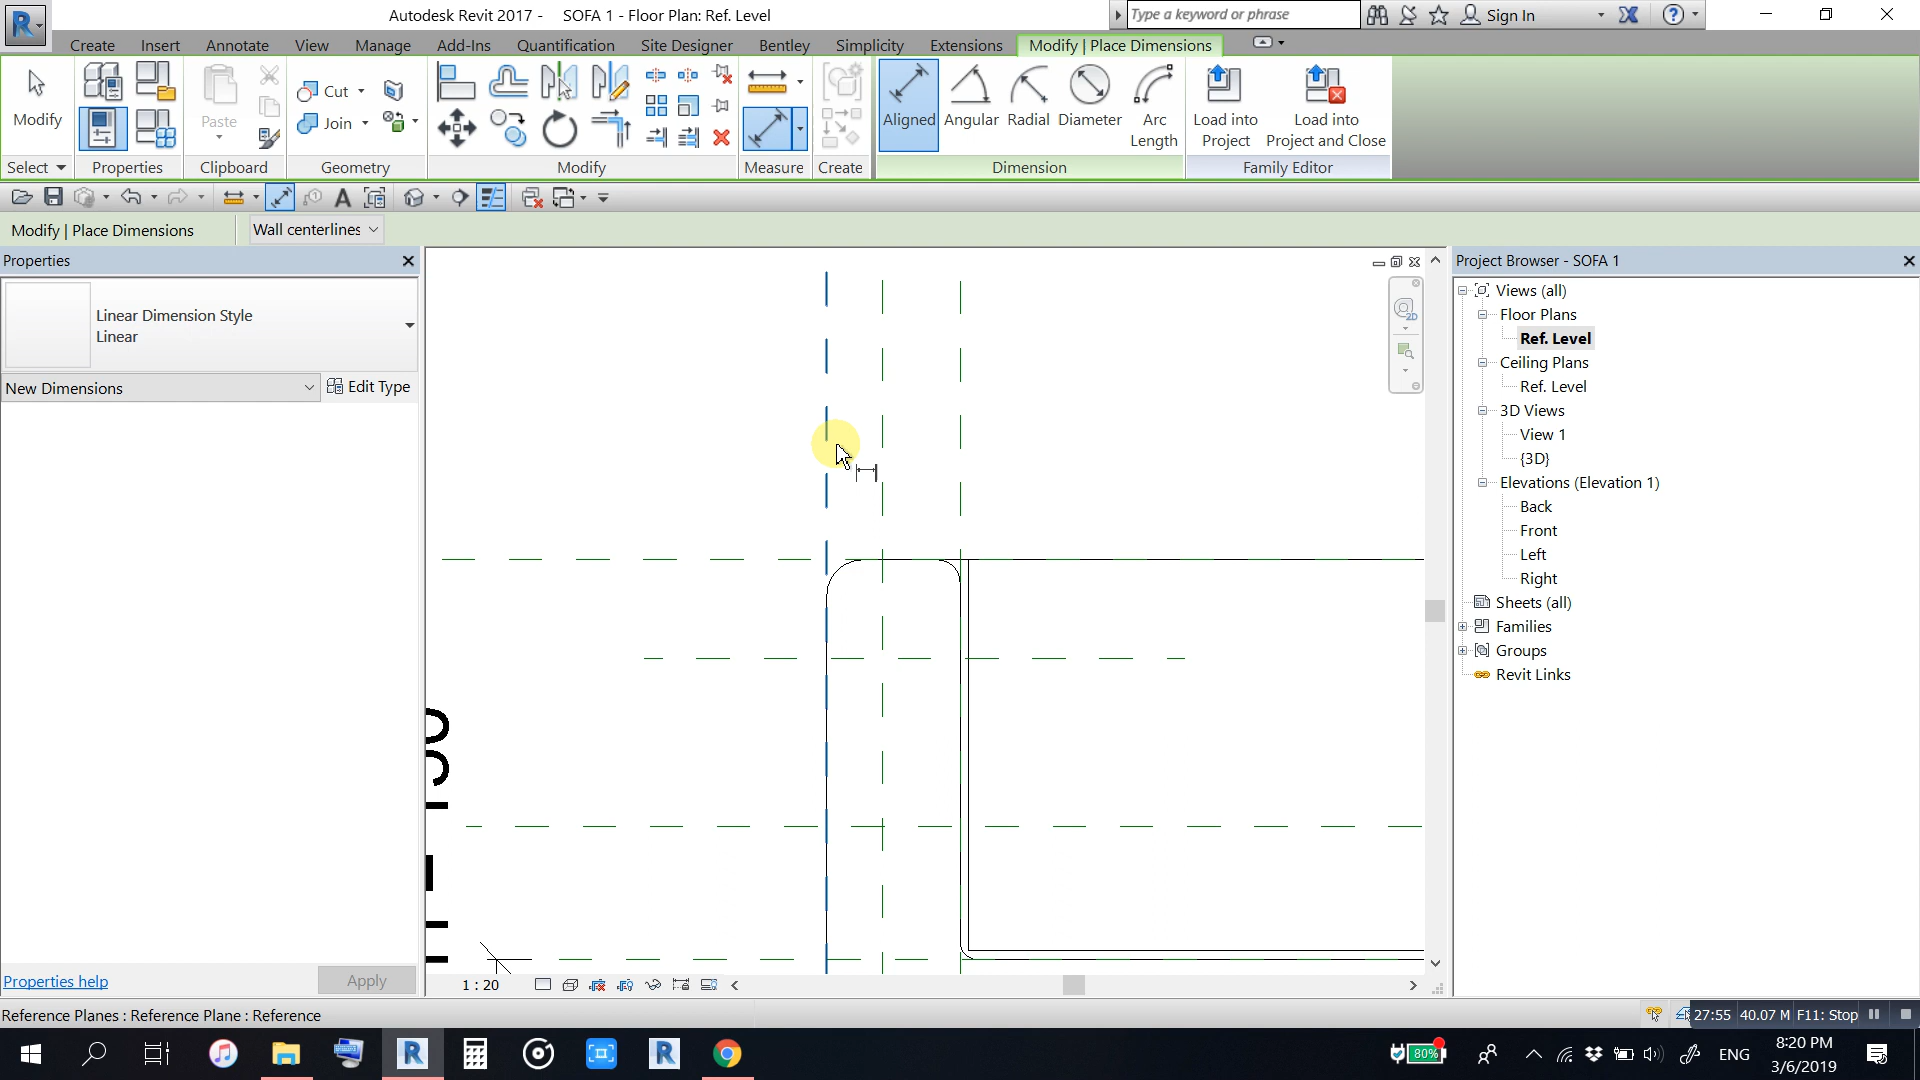 Autodesk Revit 2017 - SOFA 1 - Floor Plan: Ref. Level
Type a keyword or phrase
Sign In
Create Insert Annotate View Manage Add-Ins Quantification Site Designer Bentley Simplicity Extensions Modify | Place Dimensions
Modify
Paste
Cut
Join
Aligned Angular Radial Diameter Arc Length
Load into Project
Load into Project and Close
Select Properties Clipboard Geometry Modify Measure Create Dimension Family Editor
Modify | Place Dimensions
Wall centerlines
Properties
Linear Dimension Style
Linear
New Dimensions
Edit Type
Properties help
Apply
2D
1 : 20
Project Browser - SOFA 1
Views (all)
Floor Plans
Ref. Level
Ceiling Plans
Ref. Level
3D Views
View 1
{3D}
Elevations (Elevation 1)
Back
Front
Left
Right
Sheets (all)
Families
Groups
Revit Links
Reference Planes : Reference Plane : Reference
27:55 40.07 M F11: Stop
80%
ENG
8:20 PM
3/6/2019